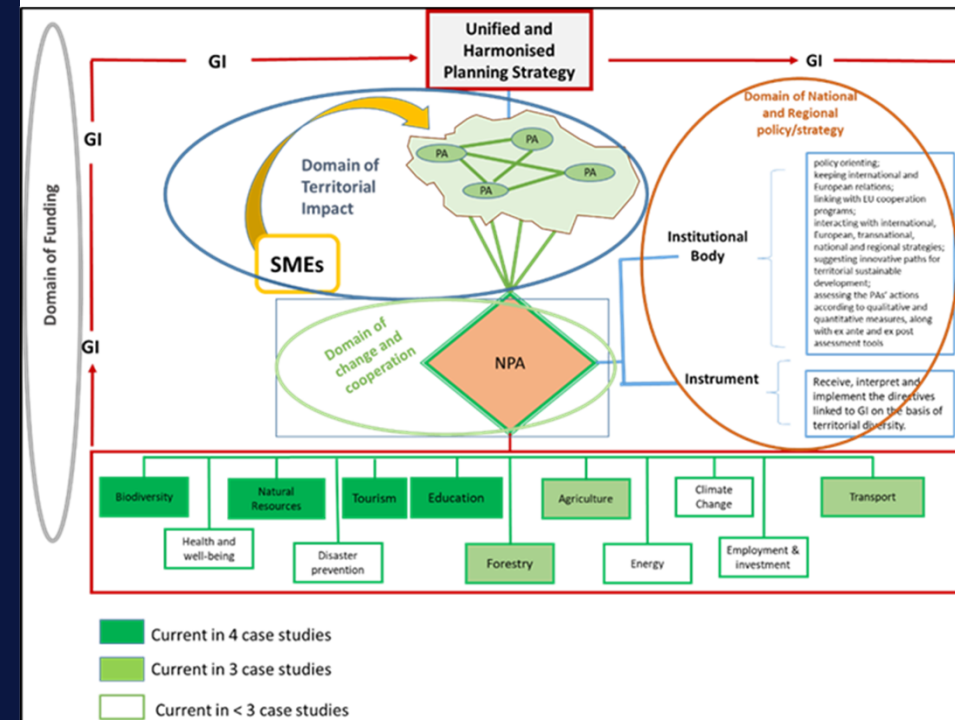 Unified and
Harmonised
Planning Strategy
GI
GI
GI
GI
Domain of Funding
Domain of National
and Regional
policy/strategy
Domain of
Territorial
Impact
PA
PA
PA
PA
SMEs
Institutional
Body
policy orienting;
keeping international and
European relations;
linking with EU cooperation
programs;
interacting with international,
European, transnational,
national and regional strategies;
suggesting innovative paths for
territorial sustainable
development;
assessing the PAs' actions
according to qualitative and
quantitative measures, along
with ex ante and ex post
assessment tools
Domain of
change and
cooperation
NPA
Instrument
Receive, interpret and
implement the directives
linked to GI on the basis of
territorial diversity.
Biodiversity
Natural
Resources
Tourism
Education
Agriculture
Climate
Change
Transport
Health and
well-being
Disaster
prevention
Forestry
Energy
Employment &
investment
Current in 4 case studies
Current in 3 case studies
Current in < 3 case studies